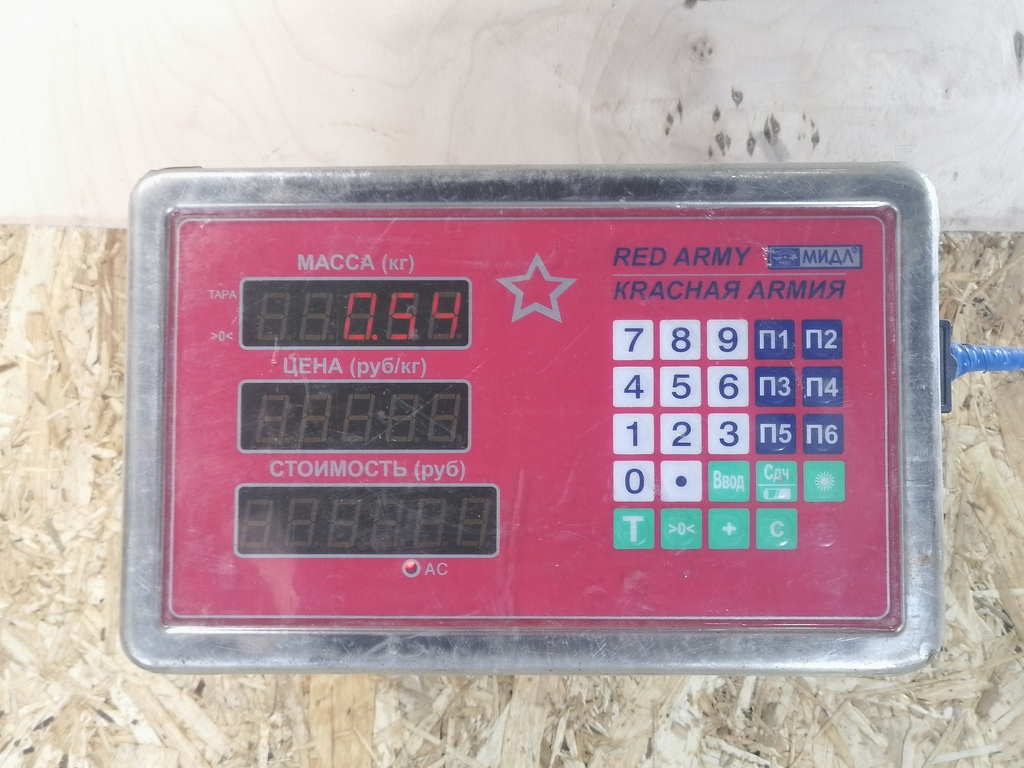 МАССА (кг)
ТАРА
0.54
>0<
ЦЕНА (руб/кг)
СТОИМОСТЬ (руб)
AC
RED ARMY МИДЛ
КRАСНАЯ АRМИЯ
7 8 9 П1 П2
4 5 6 П3 П4
1 2 3 П5 П6
0 • Ввод Сдч
T >0< + C